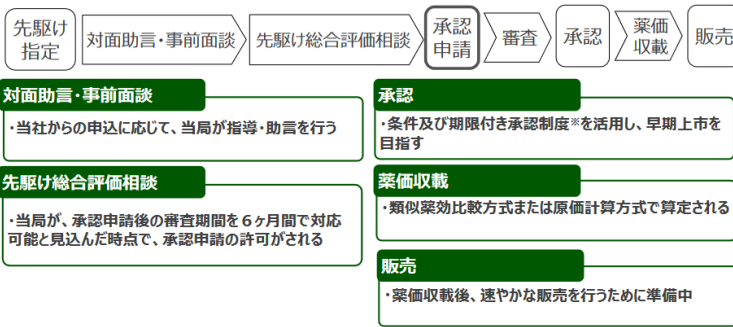 先駆け
指定
対面助言・事前面談
先駆け総合評価相談
承認
申請
審査
承認
薬価
収載
販売
対面助言・事前面談
・当社からの申込に応じて、当局が指導・助言を行う
先駆け総合評価相談
・当局が、承認申請後の審査期間を6ヶ月間で対応
可能と見込んだ時点で、承認申請の許可がされる
承認
・条件及び期限付き承認制度※を活用し、早期上市を
目指す
薬価収載
・類似薬効比較方式または原価計算方式で算定される
販売
・薬価収載後、速やかな販売を行うために準備中